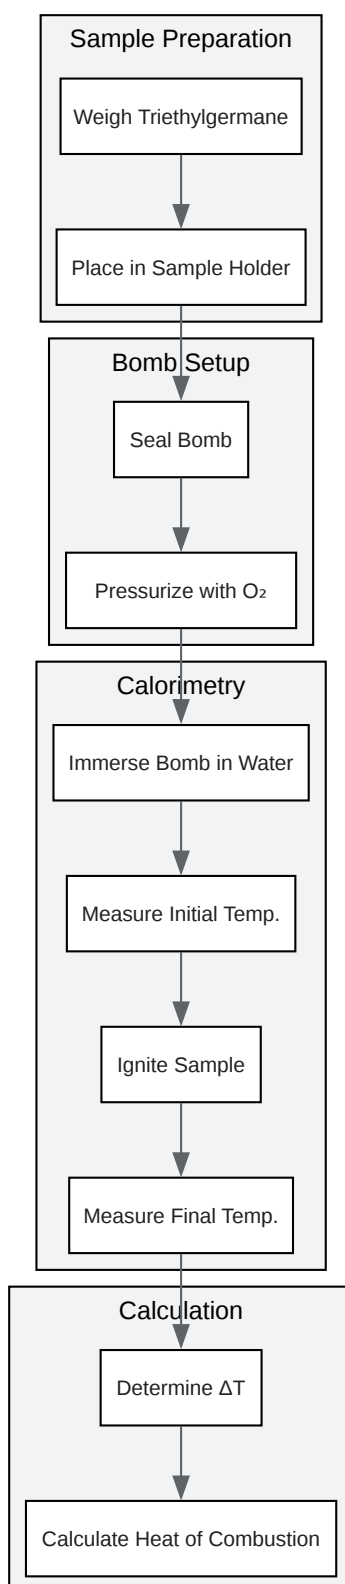 Sample Preparation
Weigh Triethylgermane
Place in Sample Holder
Bomb Setup
Seal Bomb
Pressurize with O₂
Calorimetry
Immerse Bomb in Water
Measure Initial Temp.
Ignite Sample
Measure Final Temp.
Calculation
Determine ΔT
Calculate Heat of Combustion